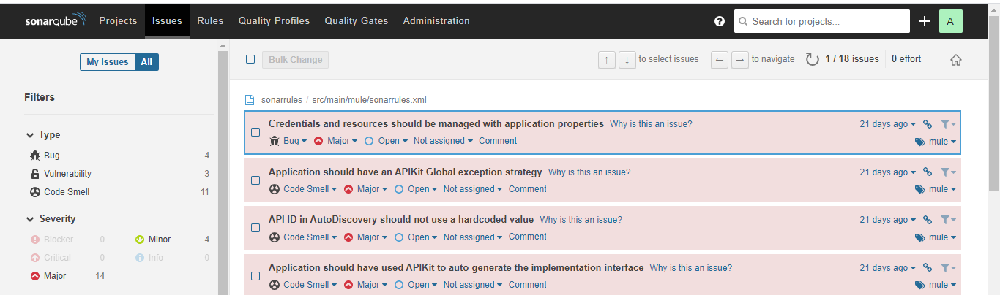 sonarqube Projects Issues Rules Quality Profiles Quality Gates Administration ? Search for projects... + A
My Issues All
Bulk Change ↑ ↓ to select issues ← → to navigate 1 / 18 issues 0 effort
Filters
Type
Bug 4
Vulnerability 3
Code Smell 11
Severity
Blocker 0 Minor 4
Critical 0 Info 0
Major 14
sonarrules / src/main/mule/sonarrules.xml
Credentials and resources should be managed with application properties Why is this an issue? 21 days ago
Bug Major Open Not assigned Comment mule
Application should have an APIKit Global exception strategy Why is this an issue? 21 days ago
Code Smell Major Open Not assigned Comment mule
API ID in AutoDiscovery should not use a hardcoded value Why is this an issue? 21 days ago
Code Smell Major Open Not assigned Comment mule
Application should have used APIKit to auto-generate the implementation interface Why is this an issue? 21 days ago
Code Smell Major Open Not assigned Comment mule